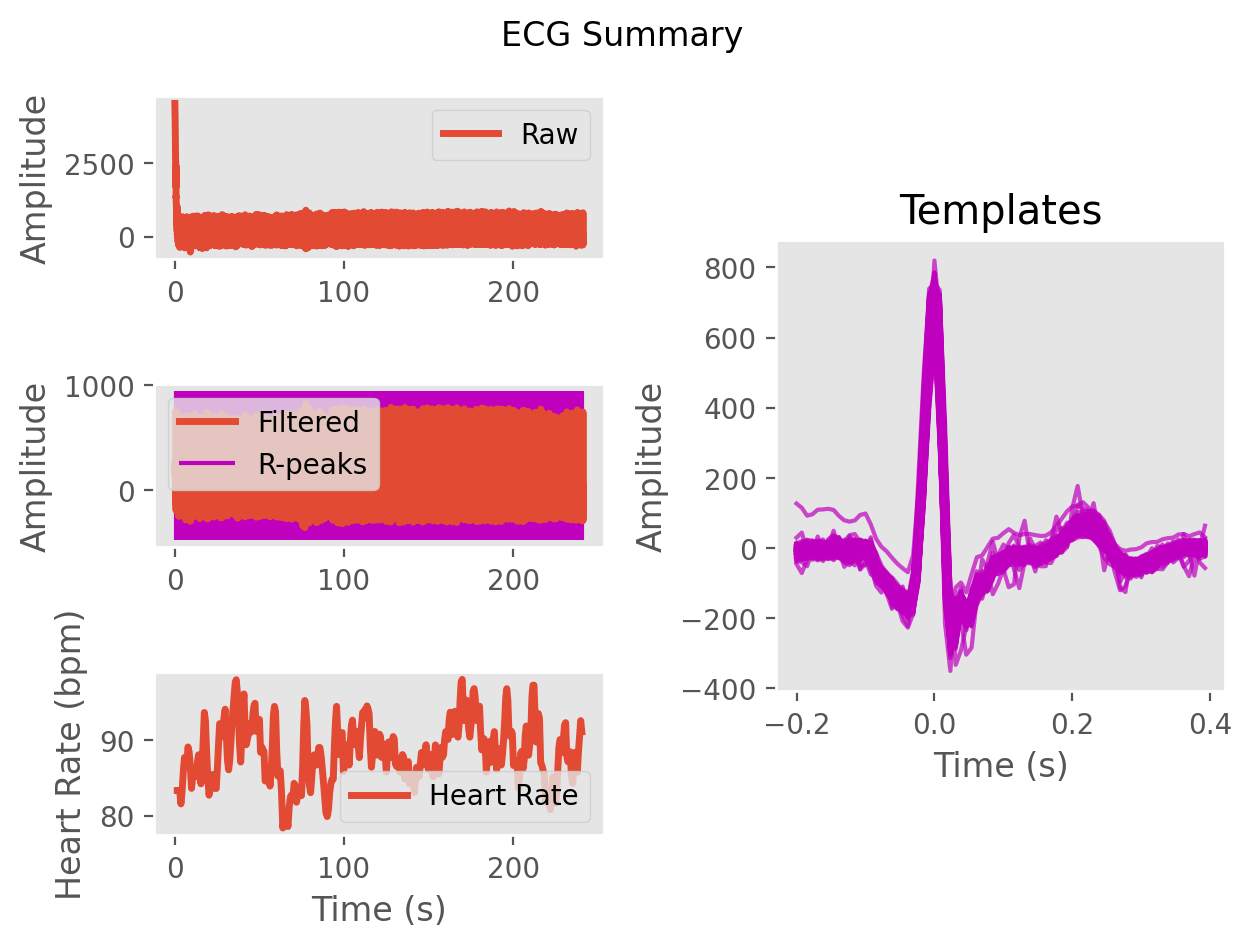 ECG Summary
Amplitude
2500
0
Raw
0 100 200
Amplitude
1000
0
Filtered
R-peaks
0 100 200
Heart Rate (bpm)
90
80
Heart Rate
0 100 200
Time (s)
Templates
Amplitude
800
600
400
200
0
−200
−400
−0.2 0.0 0.2 0.4
Time (s)